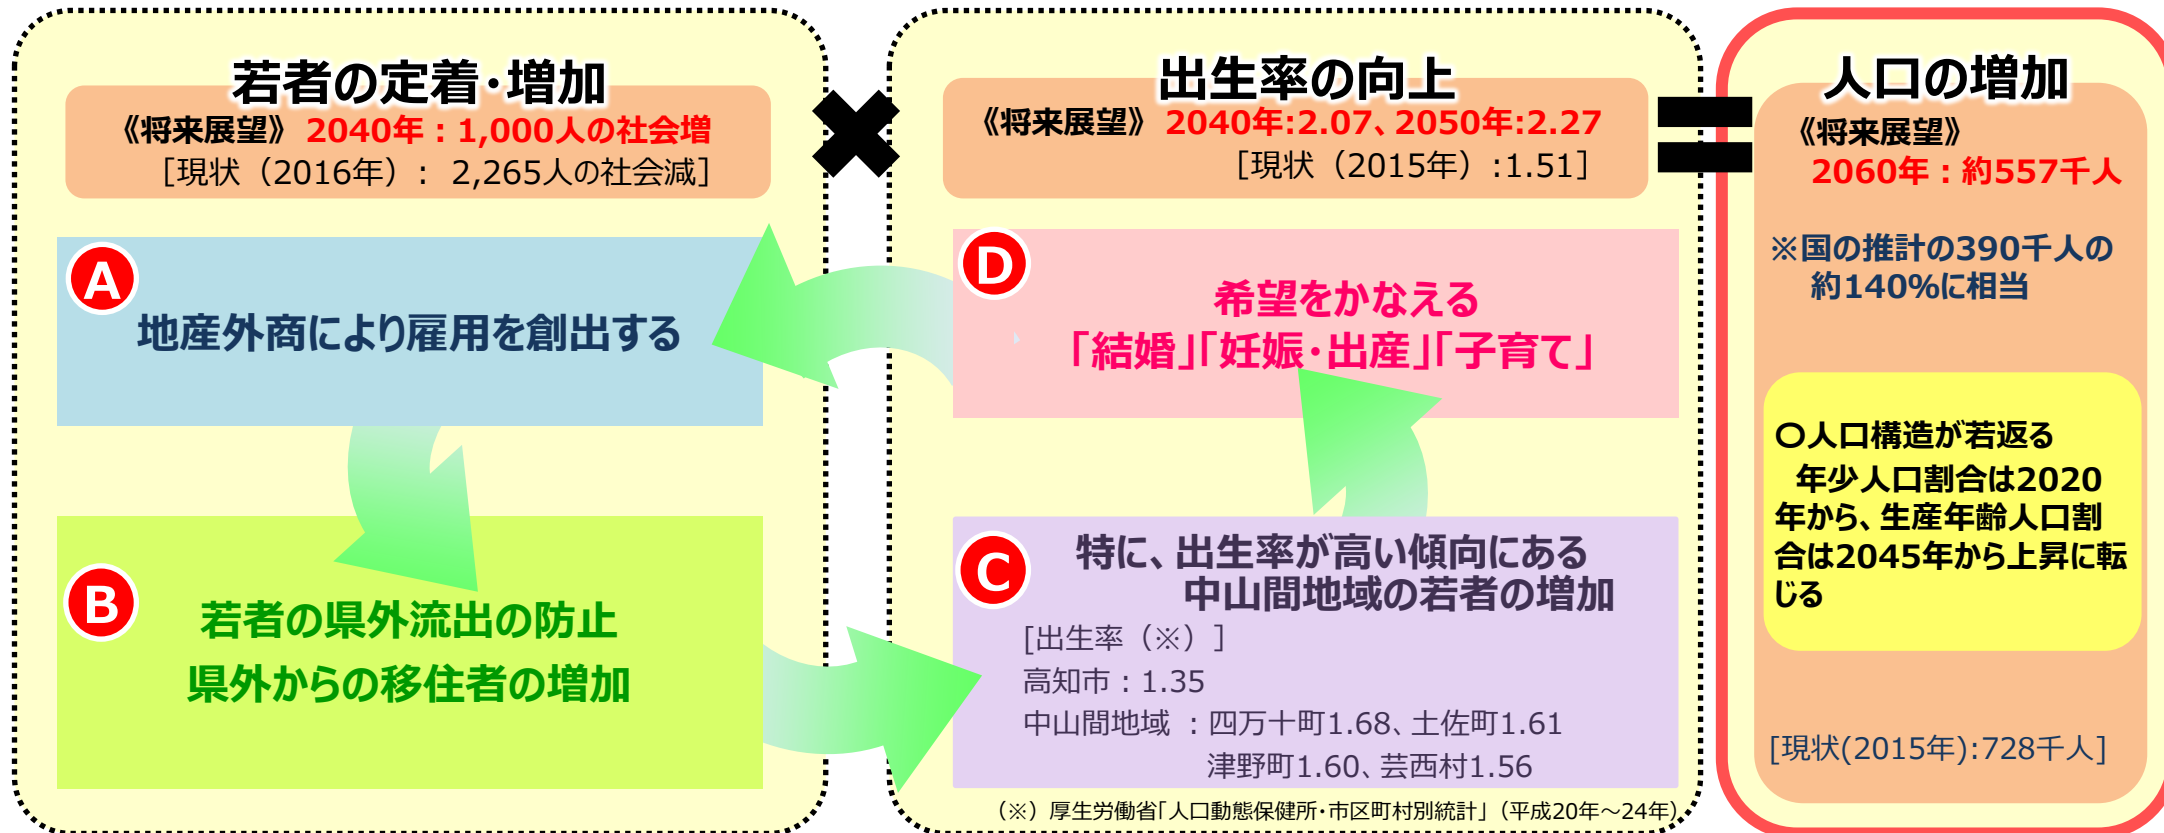 若者の定着・増加
《将来展望》 2040年：1,000人の社会増
［現状（2016年）： 2,265人の社会減］
A
地産外商により雇用を創出する
B
若者の県外流出の防止
県外からの移住者の増加
出生率の向上
《将来展望》 2040年:2.07、2050年:2.27
［現状（2015年）:1.51］
D
希望をかなえる
「結婚」「妊娠・出産」「子育て」
C
特に、出生率が高い傾向にある
中山間地域の若者の増加
[出生率（※）]
高知市：1.35
中山間地域 ：四万十町1.68、土佐町1.61
津野町1.60、芸西村1.56
（※）厚生労働省「人口動態保健所・市区町村別統計」（平成20年～24年）
人口の増加
《将来展望》
2060年：約557千人
※国の推計の390千人の
約140%に相当
〇人口構造が若返る
年少人口割合は2020
年から、生産年齢人口割
合は2045年から上昇に転
じる
[現状(2015年):728千人]